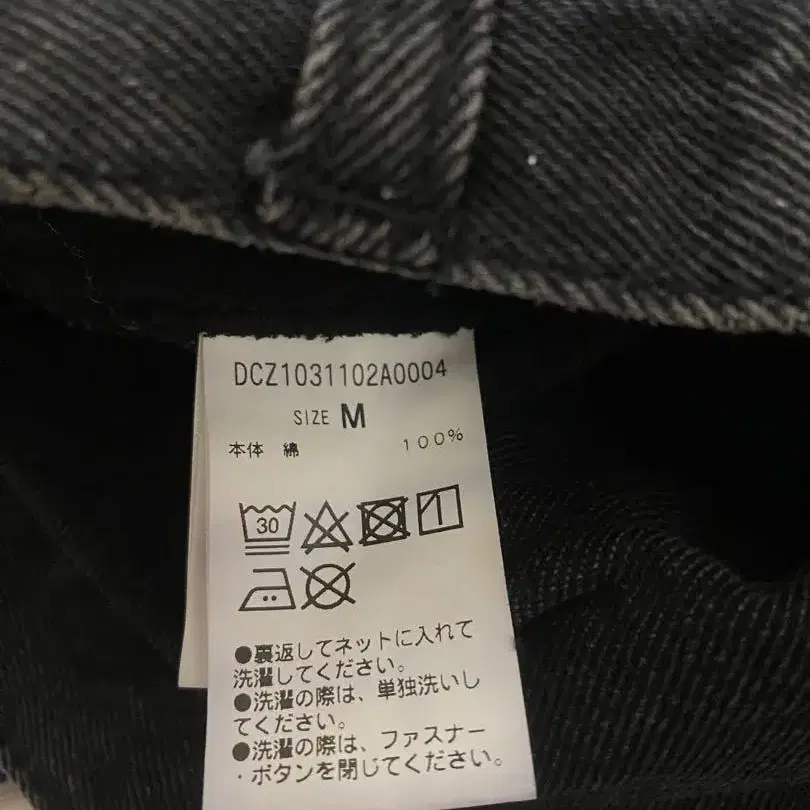 DCZ1031102A0004
SIZE M
本体 綿 100%
30
●裏返してネットに入れて
洗濯してください。
●洗濯の際は、単独洗いし
てください。
●洗濯の際は、ファスナー
・ボタンを閉じてください。